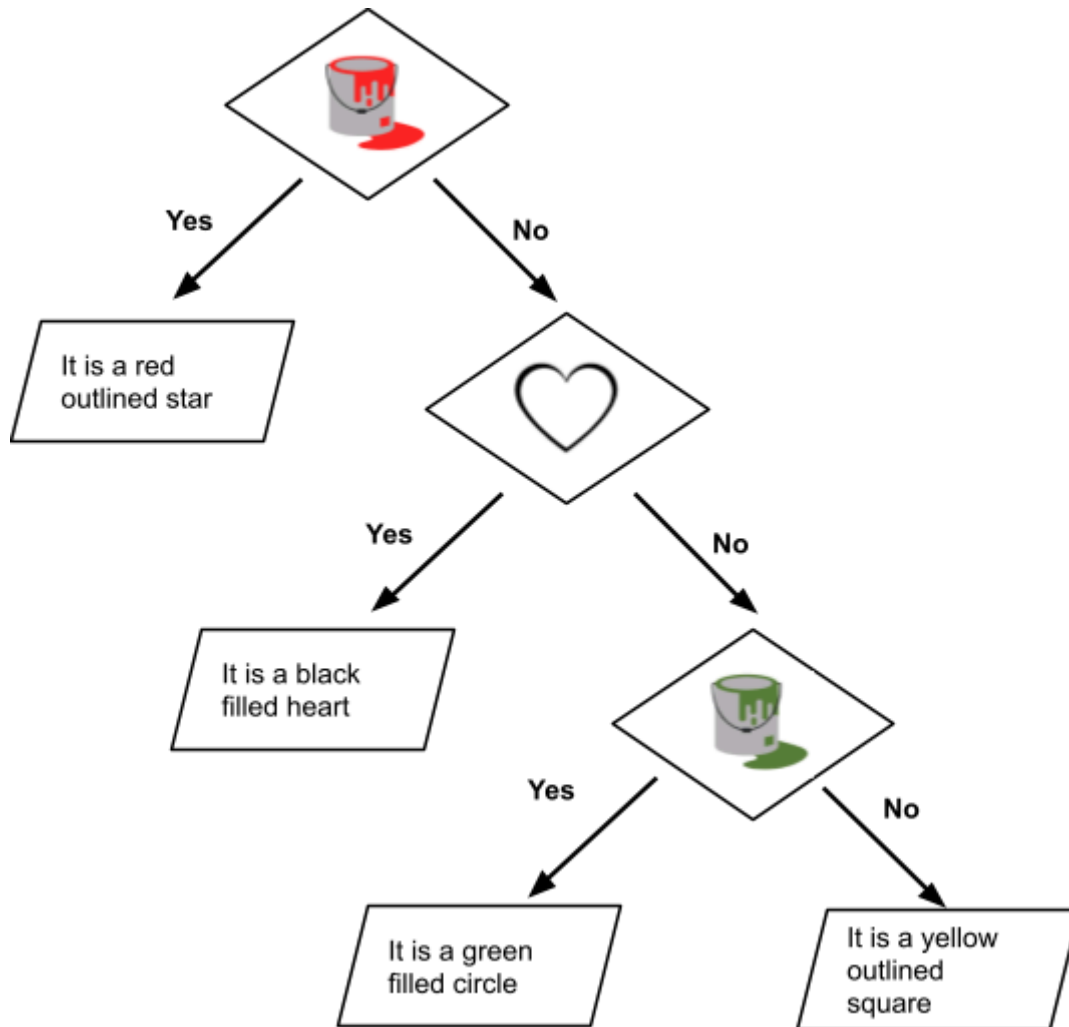 Yes
No
It is a red
outlined star
Yes
No
It is a black
filled heart
Yes
No
It is a green
filled circle
It is a yellow
outlined
square